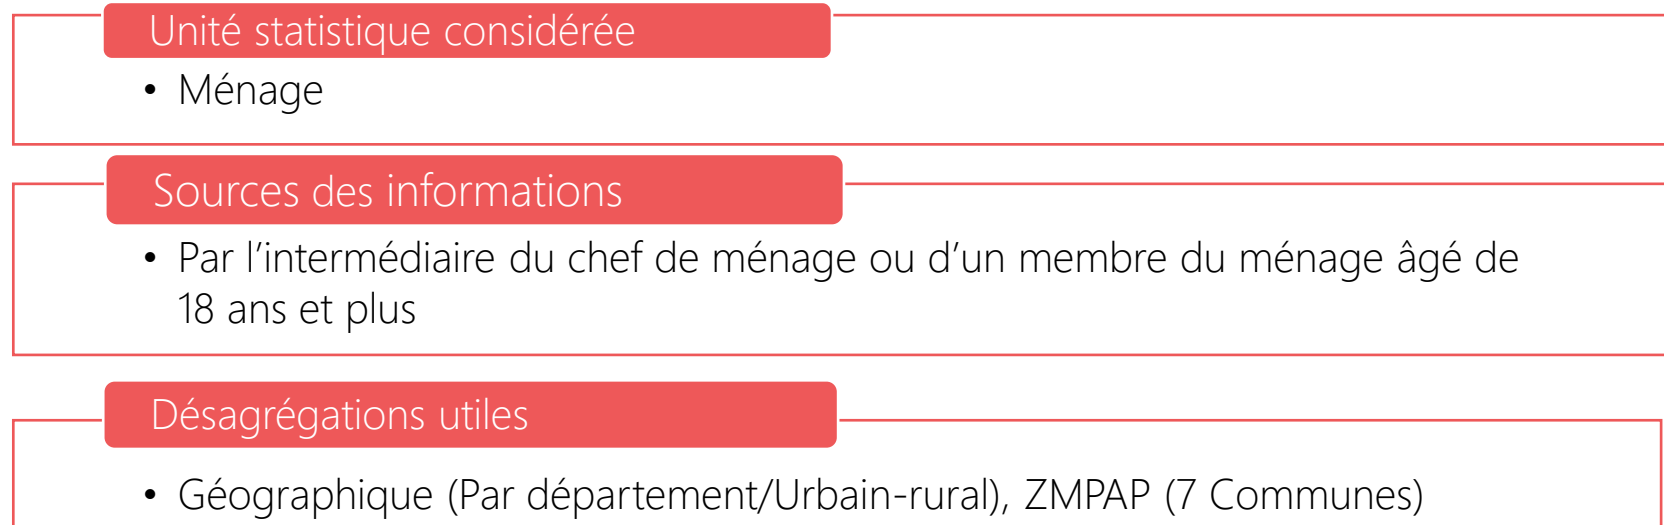 Unité statistique considérée
• Ménage
Sources des informations
• Par l’intermédiaire du chef de ménage ou d’un membre du ménage âgé de
18 ans et plus
Désagrégations utiles
• Géographique (Par département/Urbain-rural), ZMPAP (7 Communes)